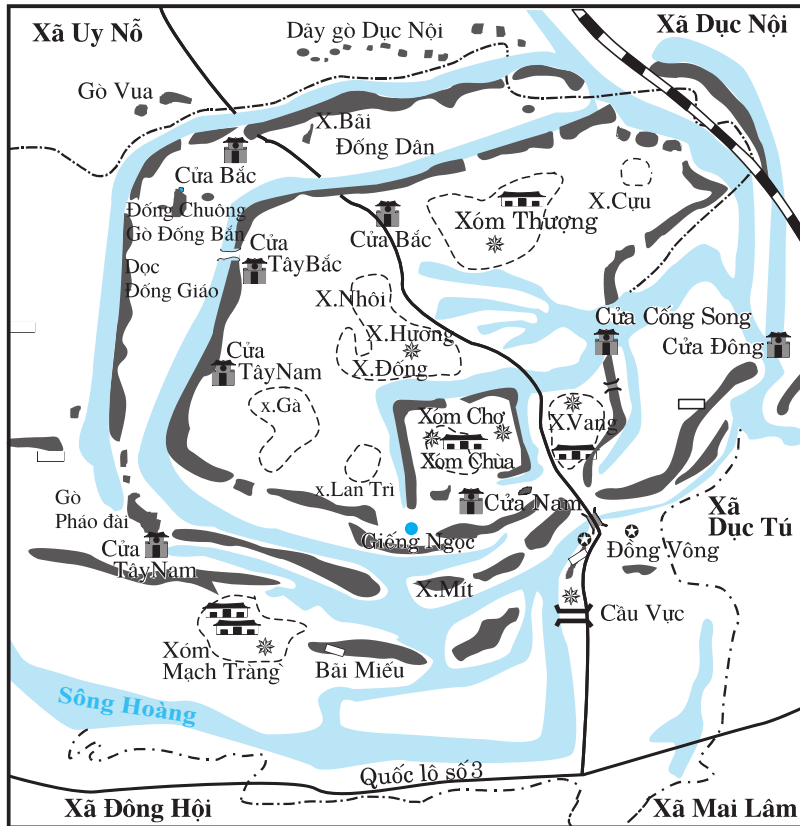 Xã Uy Nỗ
Dãy gò Dục Nội
Xã Dục Nội
Gò Vua
X.Bãi
Đống Dân
Cửa Bắc
X.Cựu
Xóm Thượng
Đống Chuông
Gò Đống Bắn
Cửa Bắc
Cửa
TâyBắc
Dọc
Đống Giáo
X.Nhôi
Cửa Cống Song
X.Hưỡng
Cửa Đông
Cửa
TâyNam
X.Đống
x.Gà
Xóm Chợ
X.Vang
Xóm Chùa
x.Lan Trì
Gò
Pháo đài
Cửa Nam
Xã
Dục Tú
Giếng Ngọc
Cửa
TâyNam
Đồng Vông
X.Mít
Cầu Vực
Xóm
Mạch Tràng
Bãi Miếu
Sông Hoàng
Quốc lộ số 3
Xã Đông Hội
Xã Mai Lâm